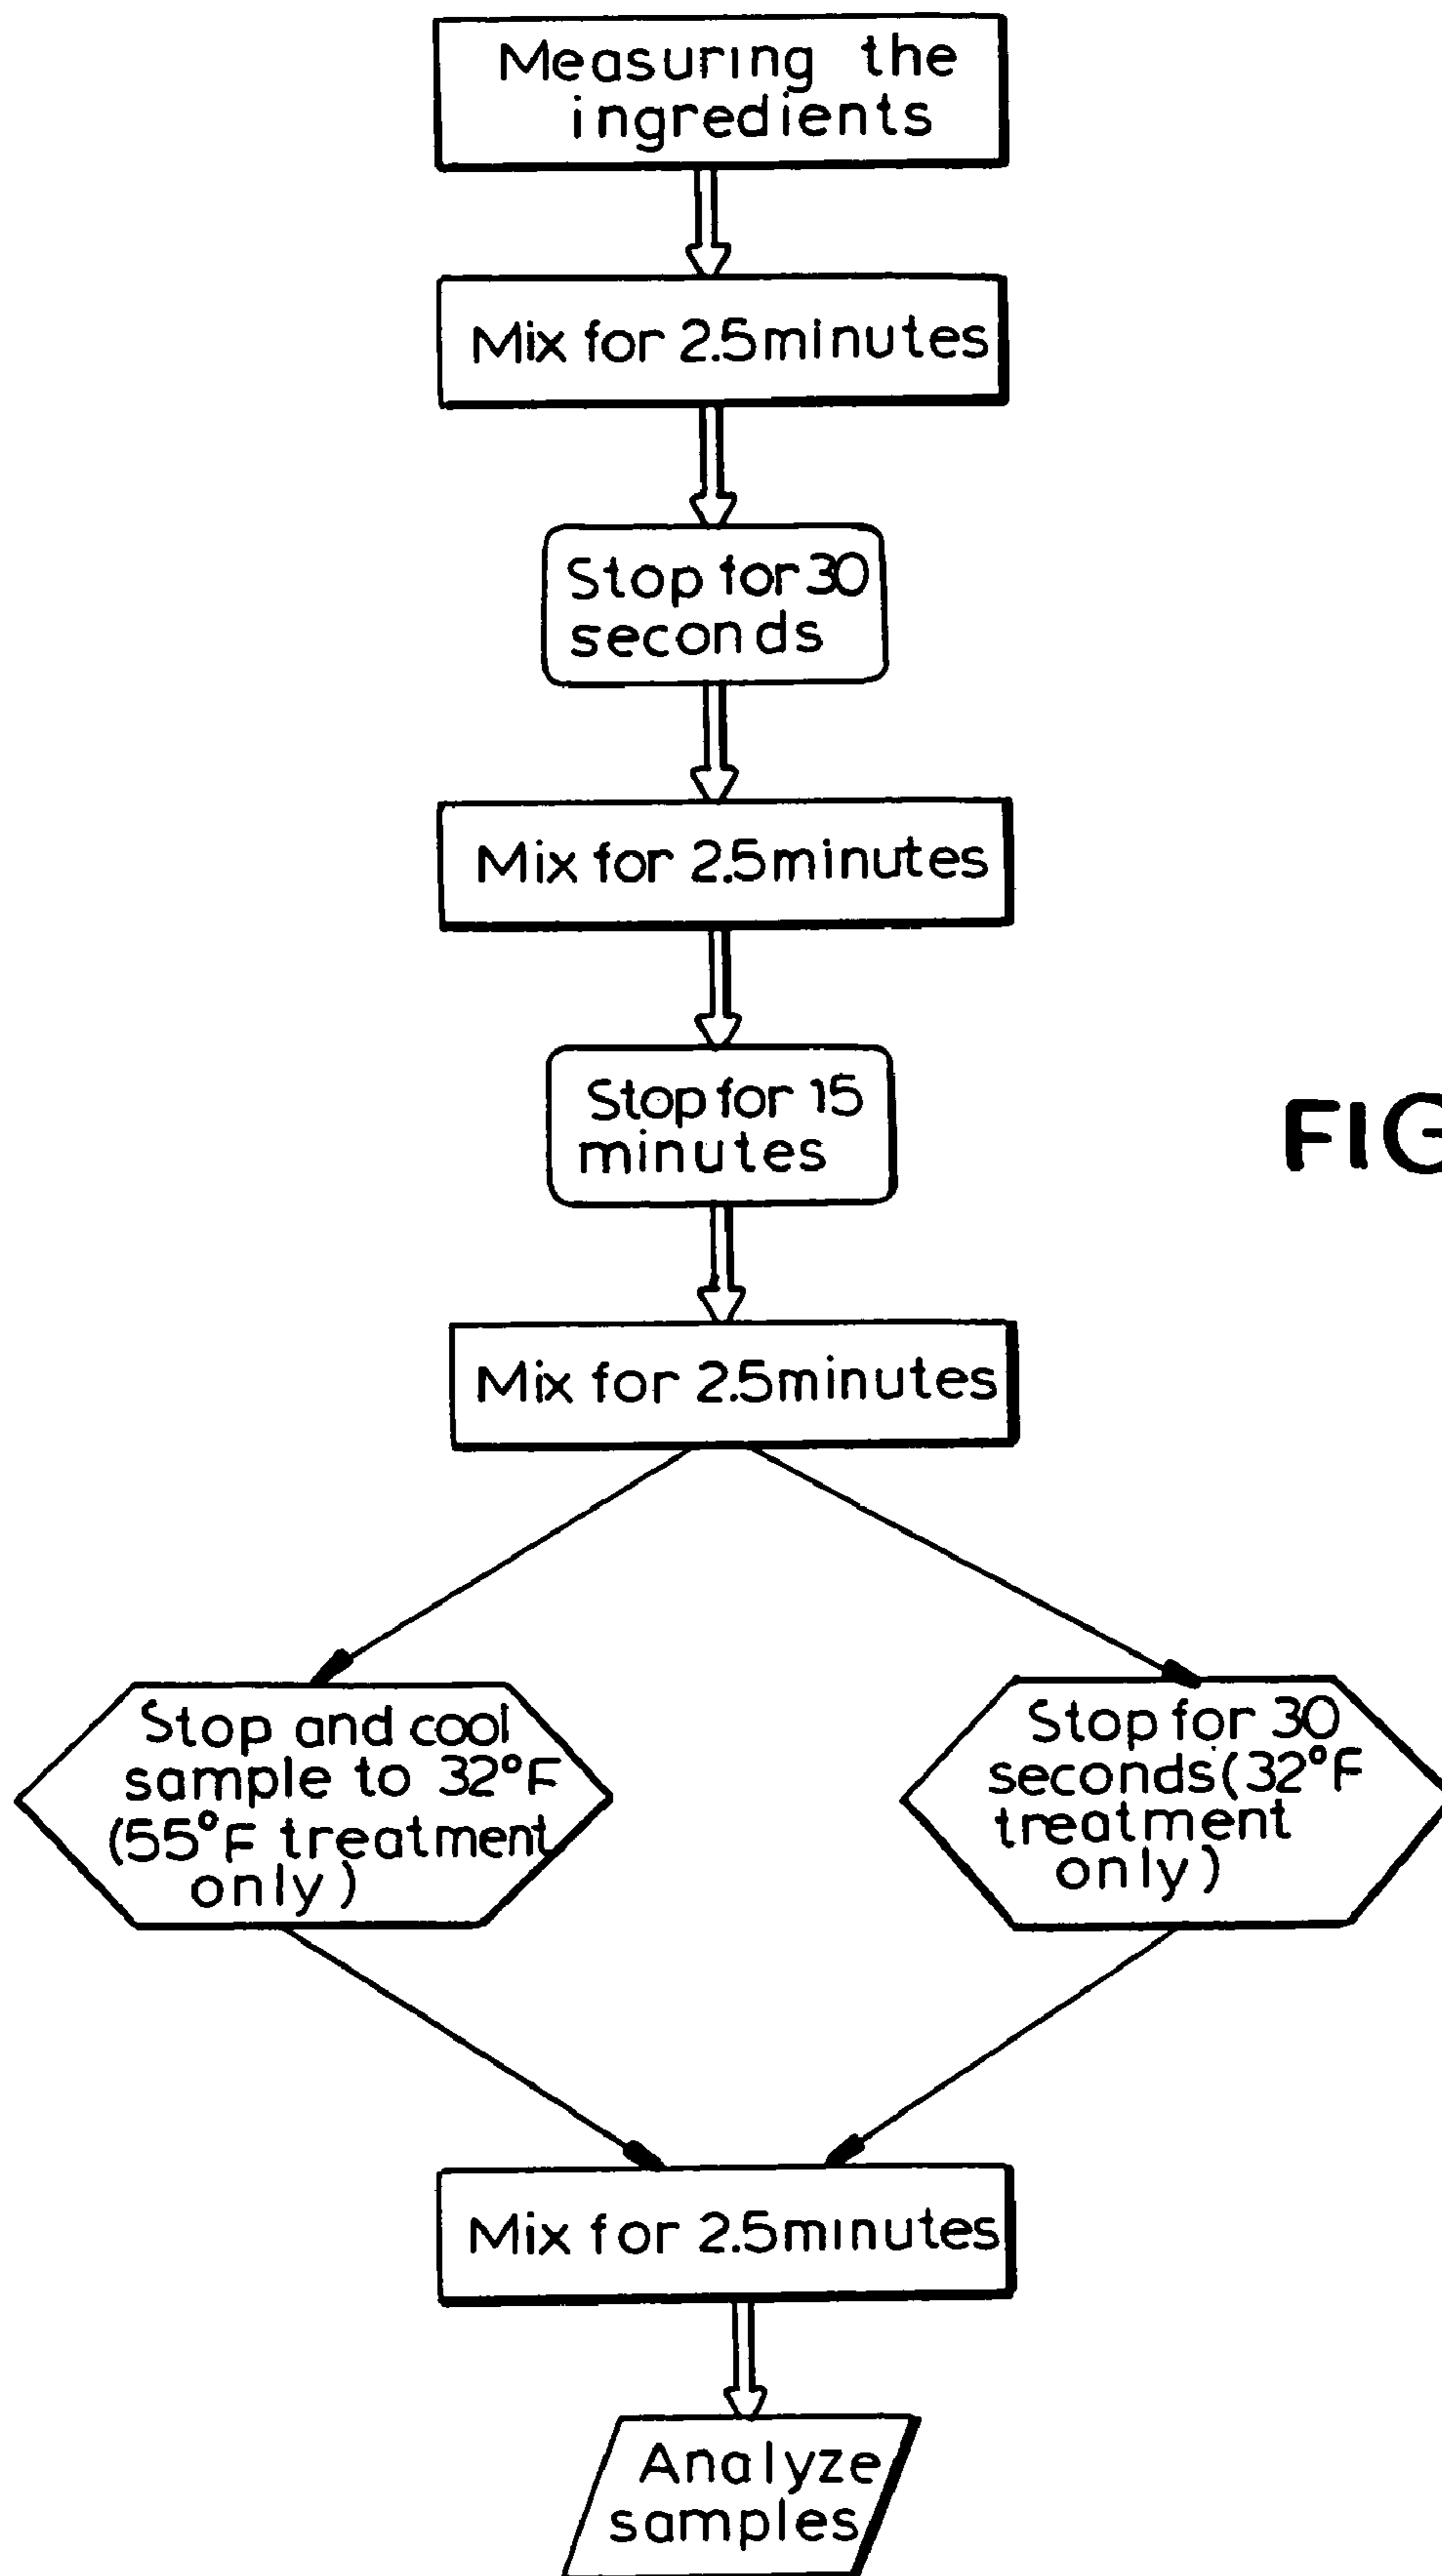 Measuring the
ingredients
Mix for 2.5 minutes
Stop for 30
seconds
Mix for 2.5 minutes
Stop for 15
minutes
FIG
Mix for 2.5 minutes
Stop and cool
sample to 32°F
(55°F treatment
only)
Stop for 30
seconds (32°F
treatment
only)
Mix for 2.5 minutes
Analyze
samples